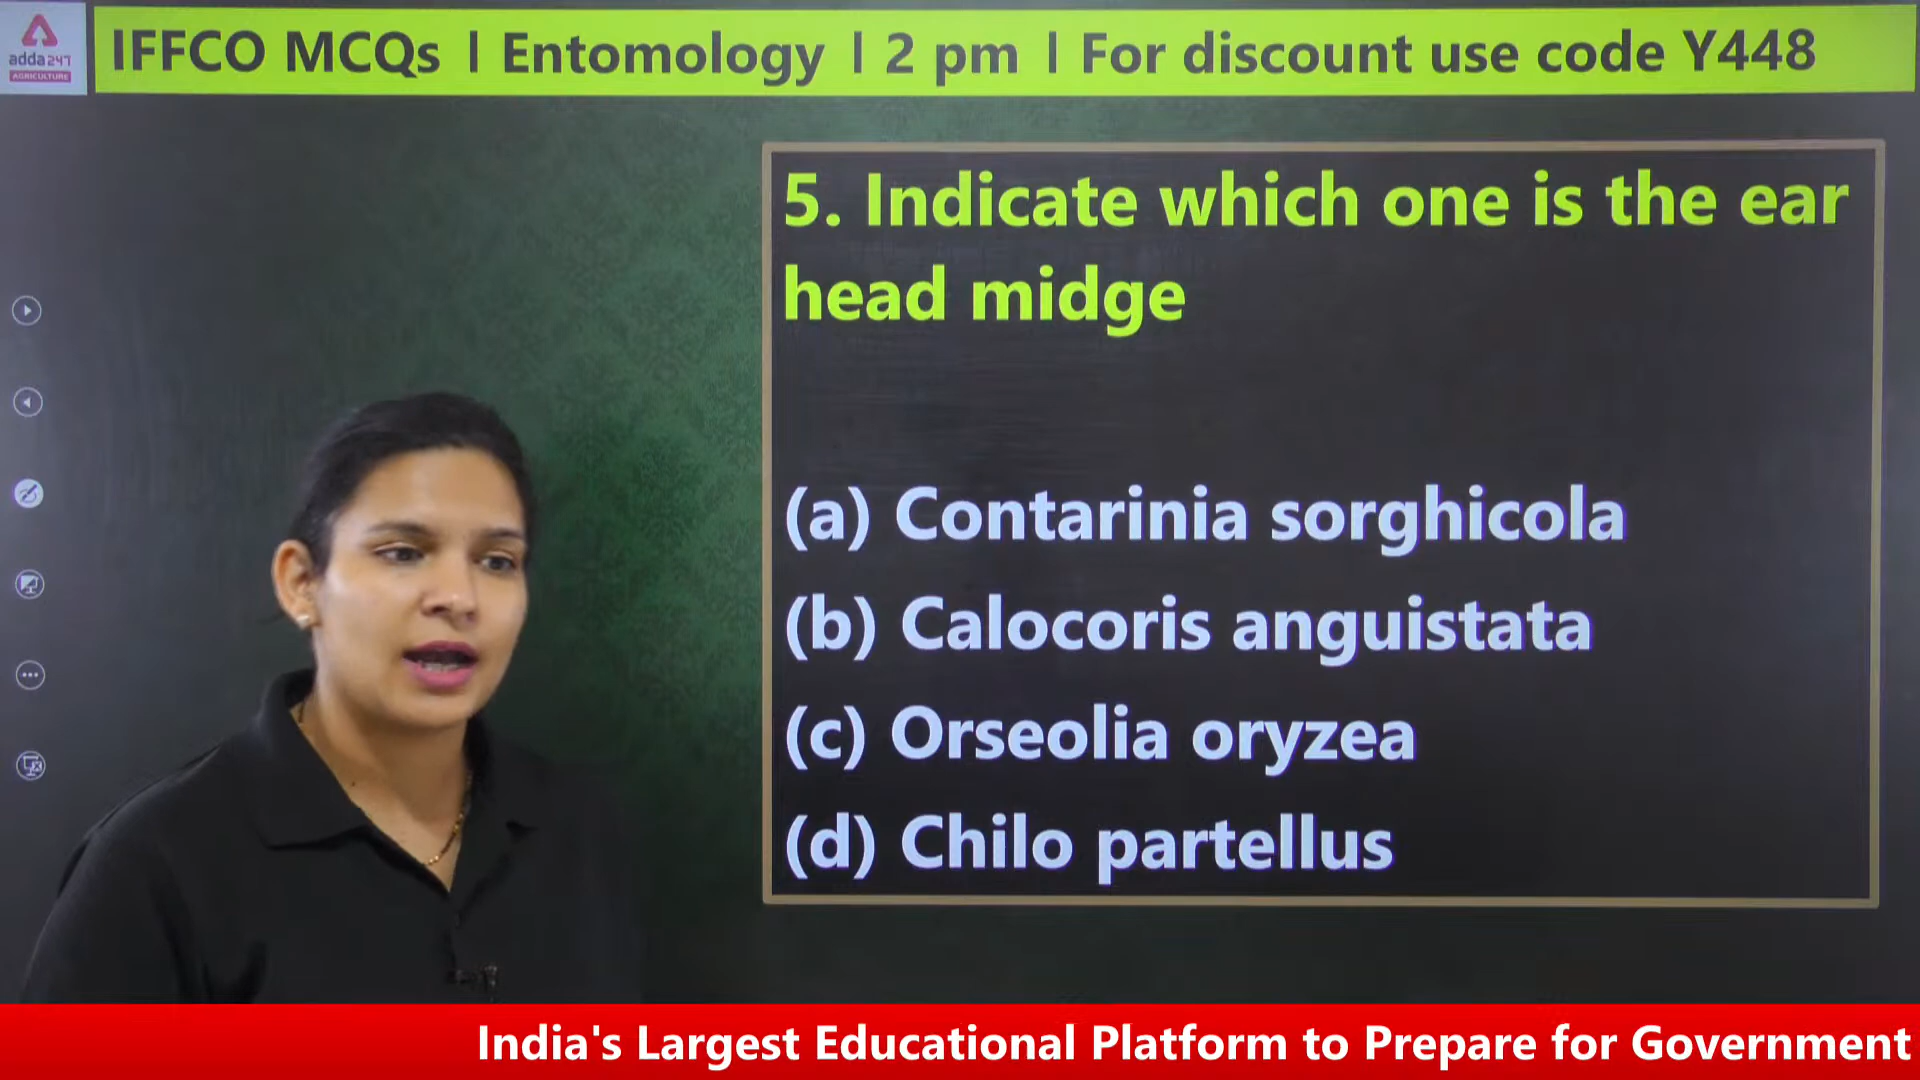 adda247
AGRICULTURE
IFFCO MCQs l Entomology l 2 pm l For discount use code Y448
5. Indicate which one is the ear
head midge
(a) Contarinia sorghicola
(b) Calocoris anguistata
(c) Orseolia oryzea
(d) Chilo partellus
India's Largest Educational Platform to Prepare for Government